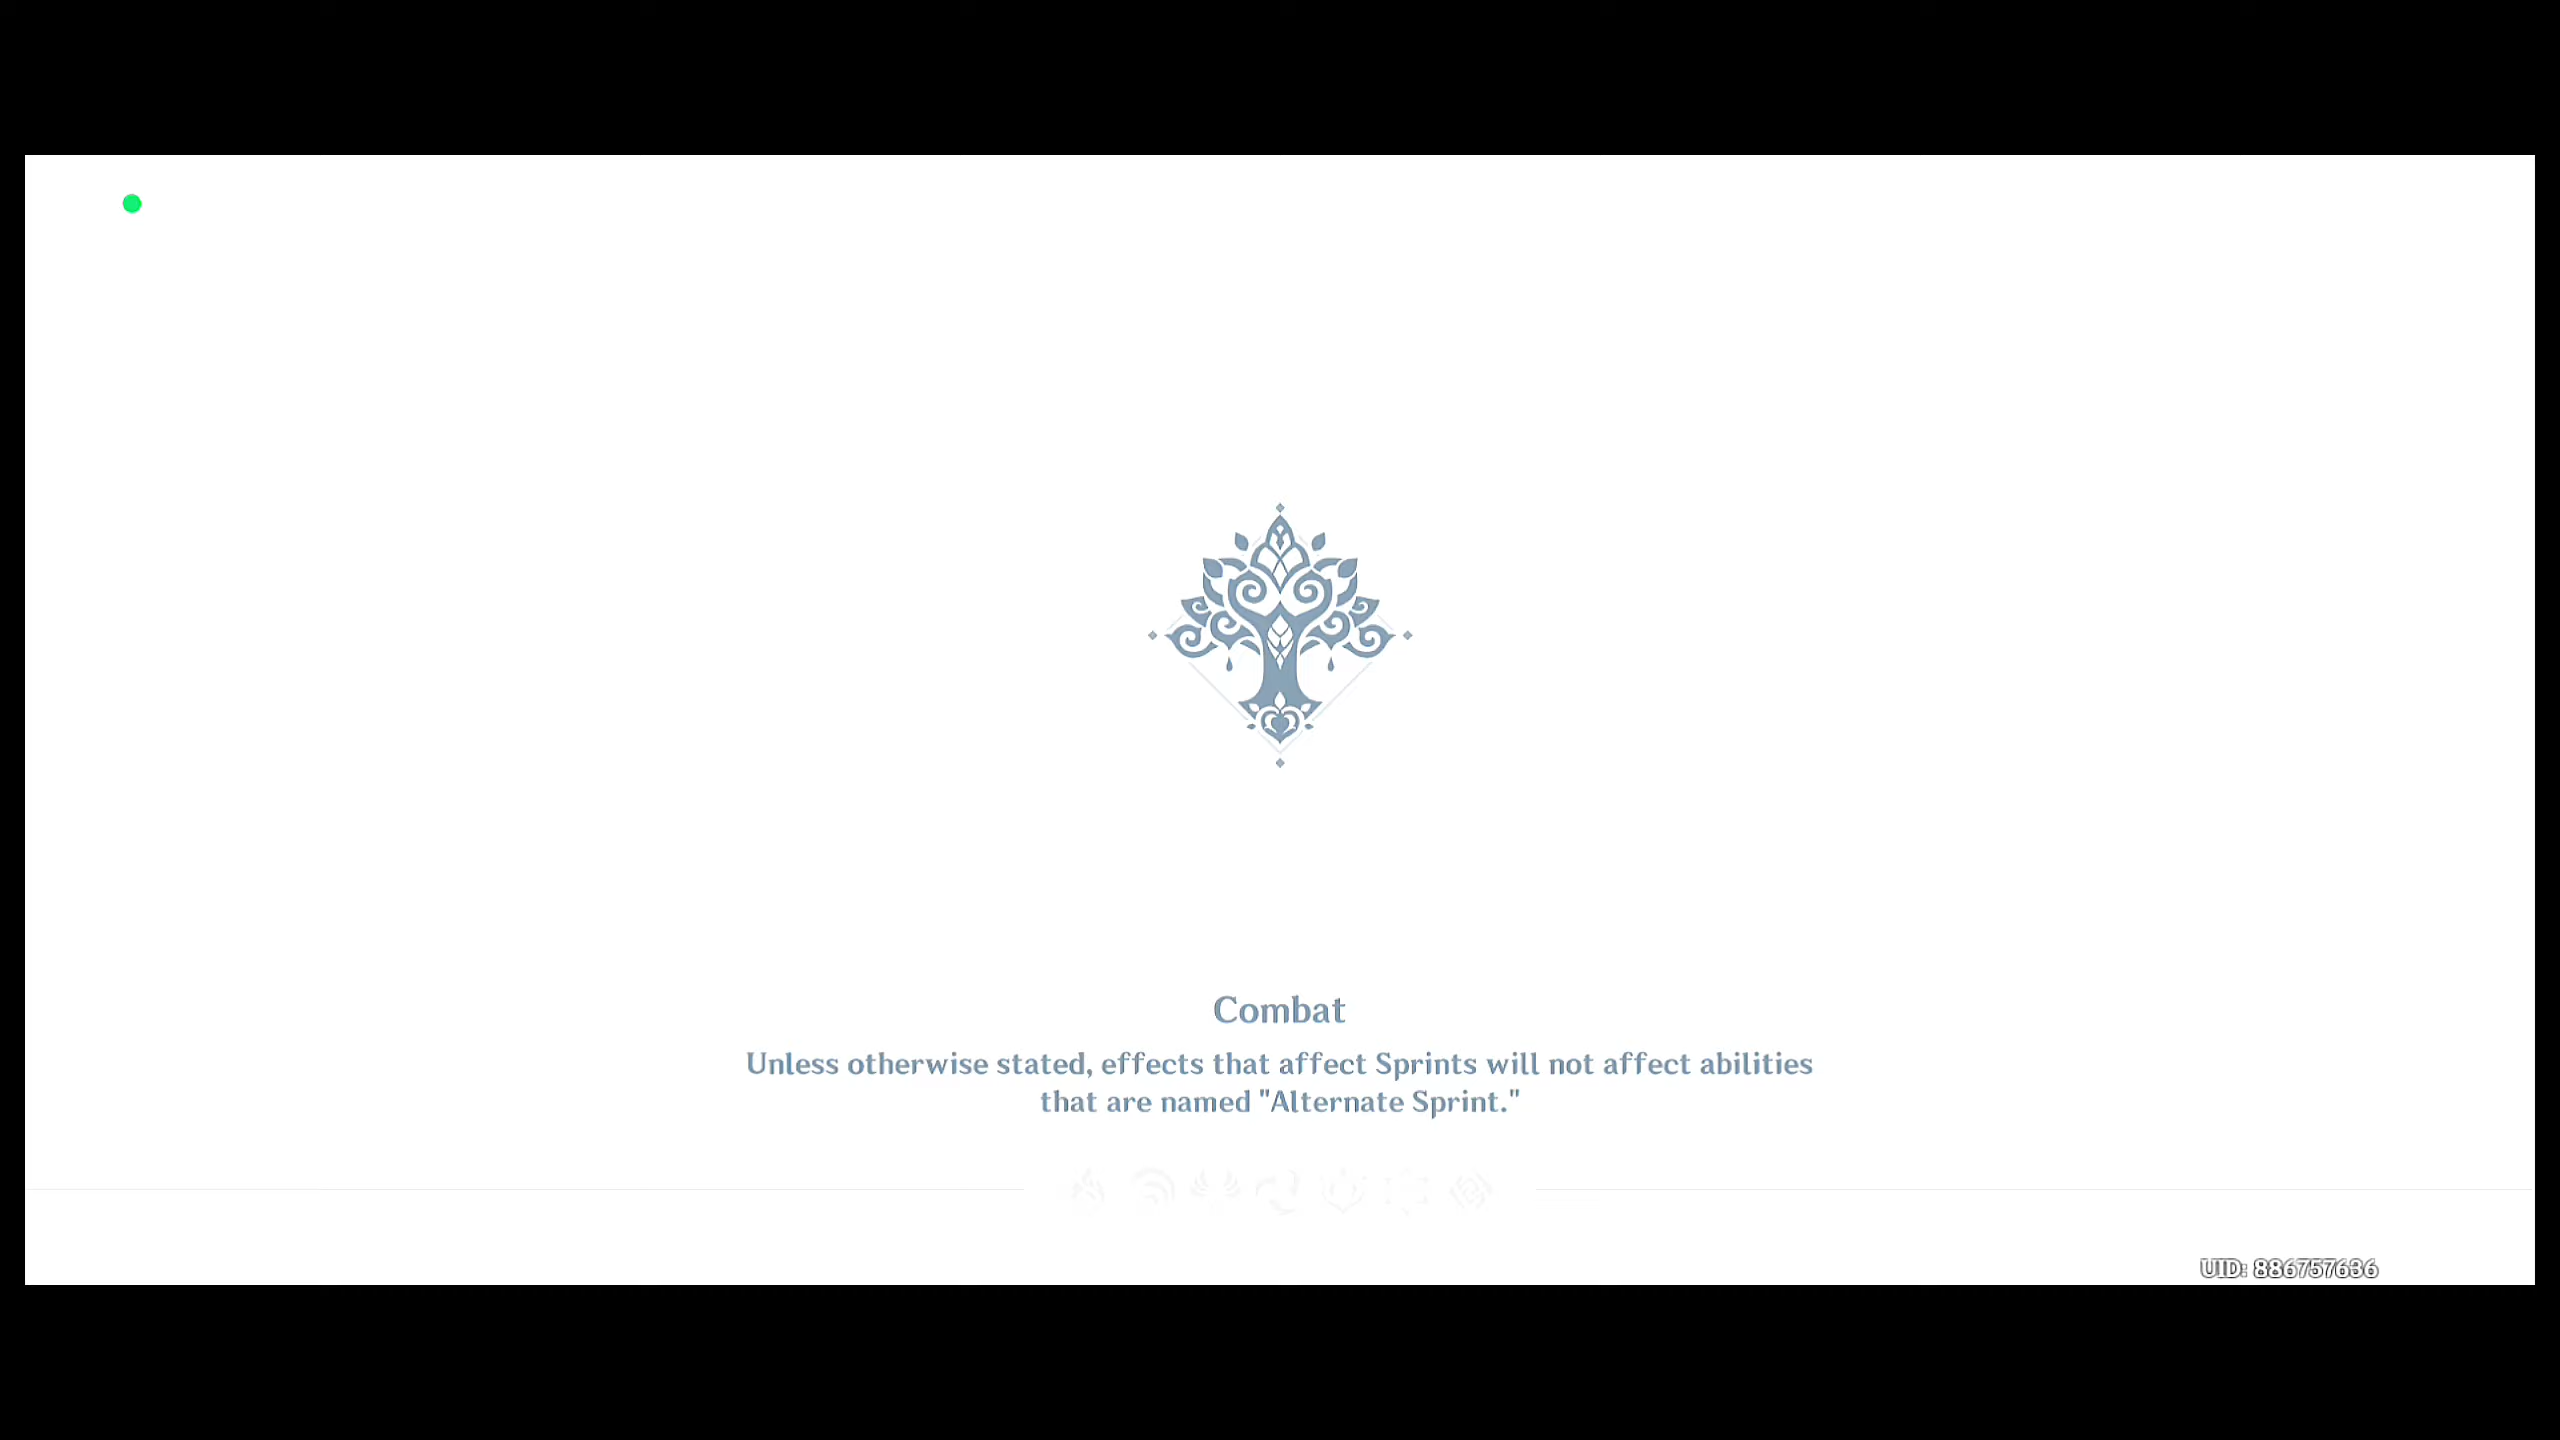 Combat
Unless otherwise stated, effects that affect Sprints will not affect abilities
that are named "Alternate Sprint."
UID: 886757636